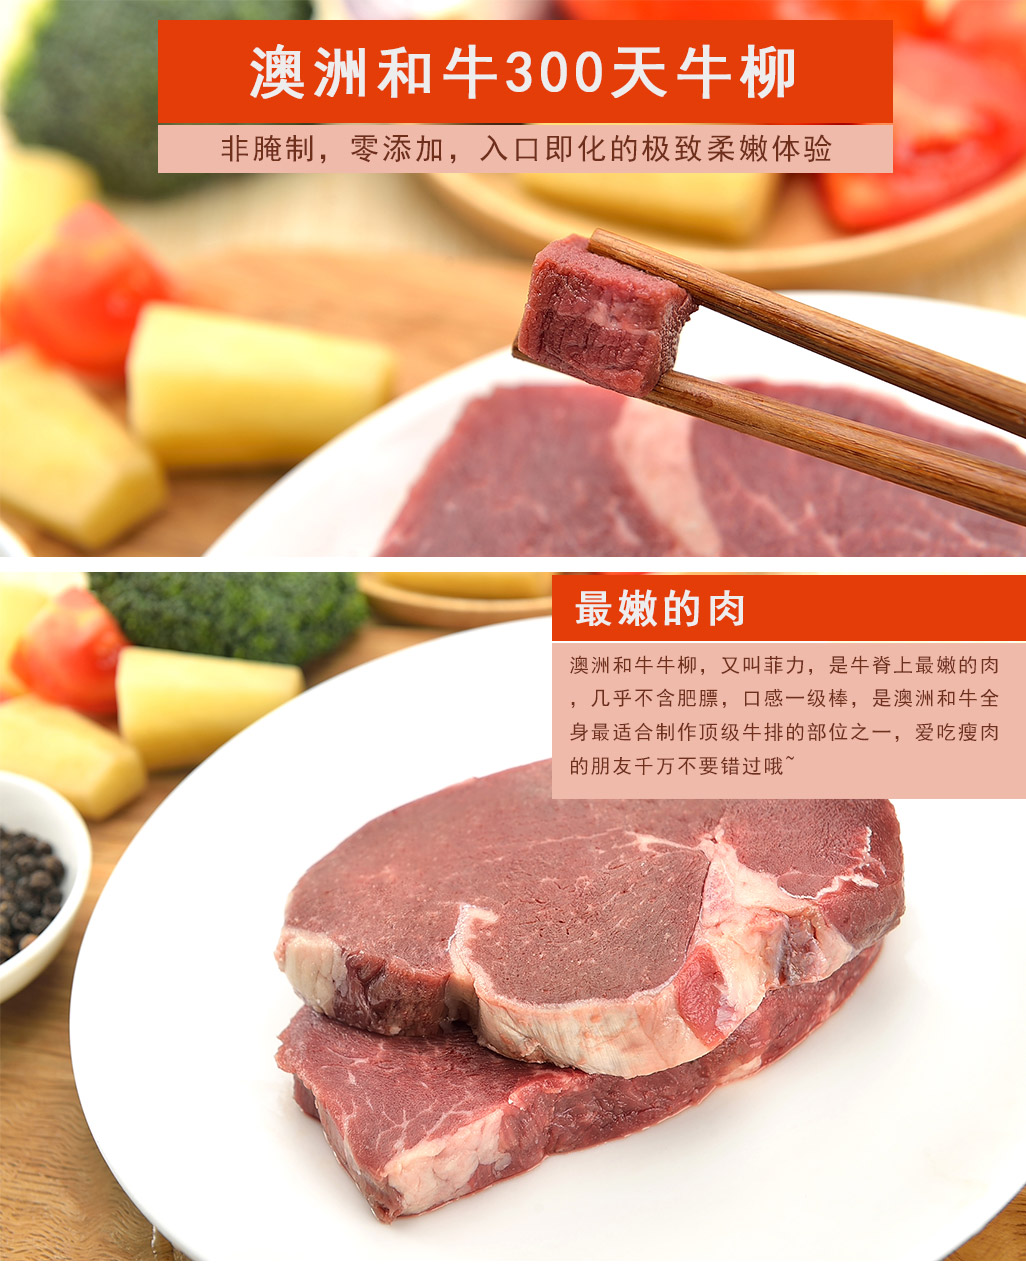 澳洲和牛300天牛柳
非腌制，零添加，入口即化的极致柔嫩体验
最嫩的肉
澳洲和牛牛柳，又叫菲力，是牛脊上最嫩的肉
，几乎不含肥膘，口感一级棒，是澳洲和牛全
身最适合制作顶级牛排的部位之一，爱吃瘦肉
的朋友千万不要错过哦~